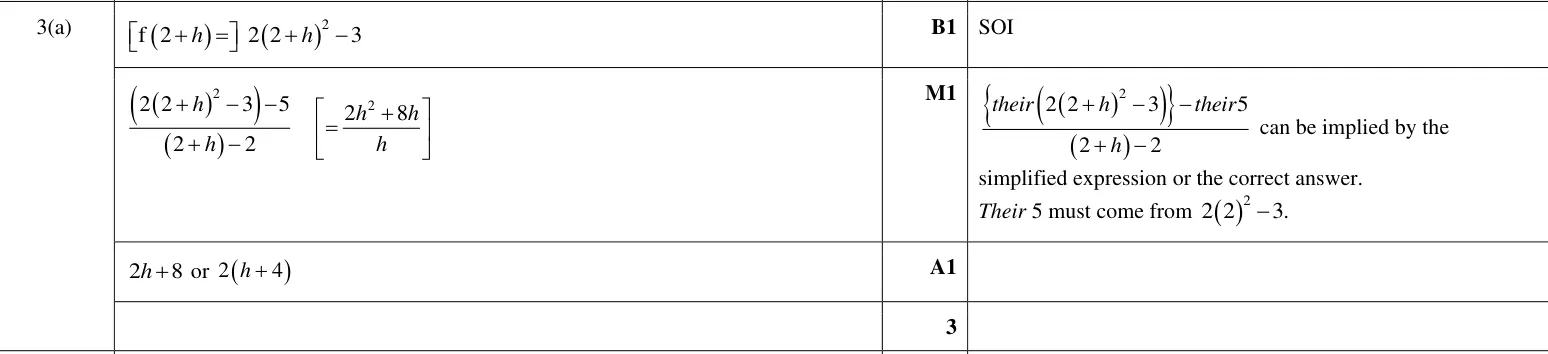 3(a) [f(2+h)=] 2(2+h)² −3 B1 SOI
((2(2+h)² −3)−5)/((2+h)−2) [= (2h² +8h)/h] M1 {their(2(2+h)² −3)}−their5/((2+h)−2) can be implied by the
simplified expression or the correct answer.
Their 5 must come from 2(2)² −3.
2h+8 or 2(h+4) A1
3